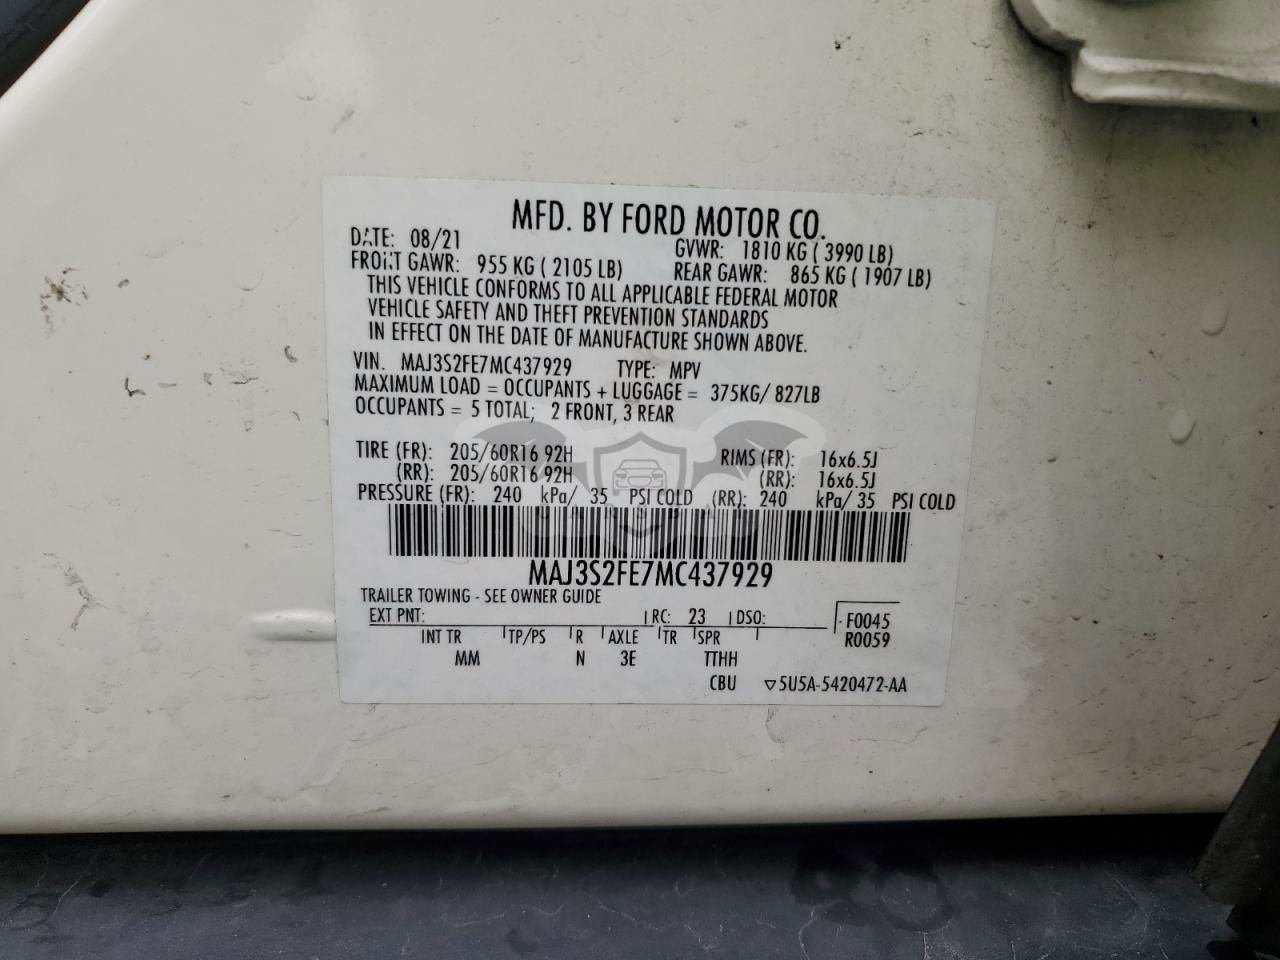 MFD. BY FORD MOTOR CO.
DATE: 08/21 GVWR: 1810 KG ( 3990 LB)
FRONT GAWR: 955 KG ( 2105 LB) REAR GAWR: 865 KG ( 1907 LB)
THIS VEHICLE CONFORMS TO ALL APPLICABLE FEDERAL MOTOR
VEHICLE SAFETY AND THEFT PREVENTION STANDARDS
IN EFFECT ON THE DATE OF MANUFACTURE SHOWN ABOVE.
VIN. MAJ3S2FE7MC437929 TYPE: MPV
MAXIMUM LOAD = OCCUPANTS + LUGGAGE = 375KG/ 827LB
OCCUPANTS = 5 TOTAL; 2 FRONT, 3 REAR
TIRE (FR): 205/60R16 92H RIMS (FR): 16x6.5J
(RR): 205/60R16 92H (RR): 16x6.5J
PRESSURE (FR): 240 kPa/ 35 PSI COLD (RR): 240 kPa/ 35 PSI COLD
MAJ3S2FE7MC437929
TRAILER TOWING - SEE OWNER GUIDE
EXT PNT: RC: 23 DSO: F0045
R0059
INT TR TP/PS R AXLE TR SPR
MM N 3E TTHH
CBU ▽5U5A-5420472-AA